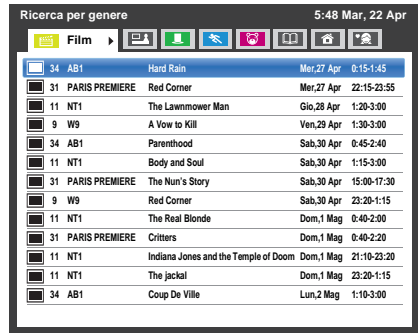 Ricerca per genere 5:48 Mar, 22 Apr
Film
34 AB1 Hard Rain Mer,27 Apr 0:15-1:45
31 PARIS PREMIERE Red Corner Mer,27 Apr 22:15-23:55
11 NT1 The Lawnmower Man Gio,28 Apr 1:20-3:00
9 W9 A Vow to Kill Ven,29 Apr 1:30-3:00
34 AB1 Parenthood Sab,30 Apr 0:45-2:40
11 NT1 Body and Soul Sab,30 Apr 1:15-3:00
31 PARIS PREMIERE The Nun's Story Sab,30 Apr 15:00-17:30
9 W9 Red Corner Sab,30 Apr 23:20-1:15
11 NT1 The Real Blonde Dom,1 Mag 0:40-2:00
31 PARIS PREMIERE Critters Dom,1 Mag 0:40-2:20
11 NT1 Indiana Jones and the Temple of Doom Dom,1 Mag 21:10-23:20
11 NT1 The jackal Dom,1 Mag 23:20-1:15
34 AB1 Coup De Ville Lun,2 Mag 1:10-3:00